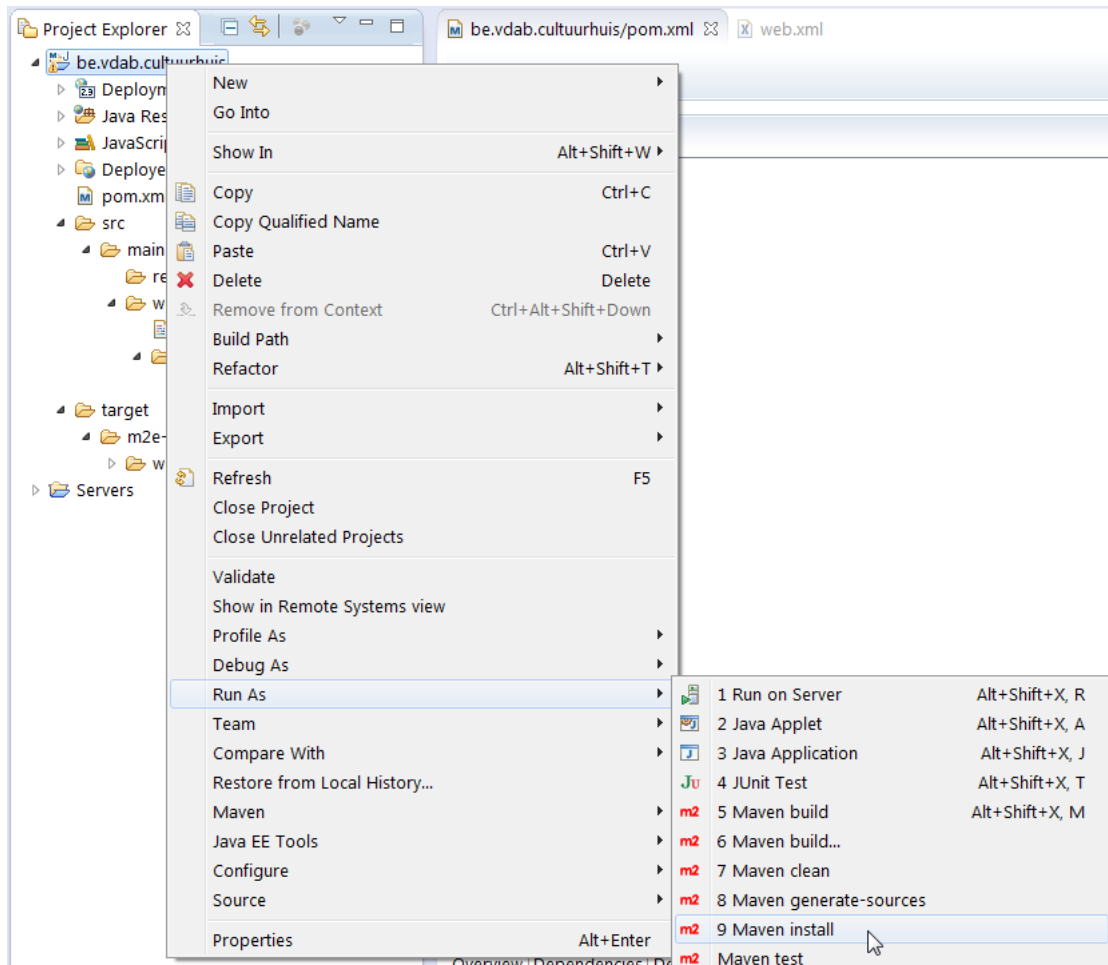 Project Explorer
be.vdab.cultuurhuis/pom.xml
web.xml
be.vdab.cultuurhuis
Deploym
Java Res
JavaScri
Deploye
pom.xm
src
main
re
w
target
m2e-
w
Servers
New
Go Into
Show In Alt+Shift+W
Copy Ctrl+C
Copy Qualified Name
Paste Ctrl+V
Delete Delete
Remove from Context Ctrl+Alt+Shift+Down
Build Path
Refactor Alt+Shift+T
Import
Export
Refresh F5
Close Project
Close Unrelated Projects
Validate
Show in Remote Systems view
Profile As
Debug As
Run As
Team
Compare With
Restore from Local History...
Maven
Java EE Tools
Configure
Source
Properties Alt+Enter
1 Run on Server Alt+Shift+X, R
2 Java Applet Alt+Shift+X, A
3 Java Application Alt+Shift+X, J
4 JUnit Test Alt+Shift+X, T
5 Maven build Alt+Shift+X, M
6 Maven build...
7 Maven clean
8 Maven generate-sources
9 Maven install
Maven test
Overview Dependencies De